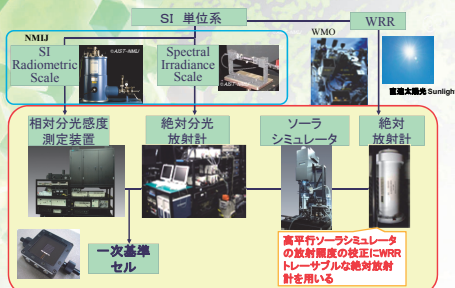 SI 単位系
WRR
NMIJ
SI
Radiometric
Scale
©AIST-NMIJ
Spectral
Irradiance
Scale
WMO
直達太陽光 Sunlight
相対分光感度
測定装置
絶対分光
放射計
ソーラ
シミュレータ
絶対
放射計
一次基準
セル
高平行ソーラシミュレータ
の放射照度の校正にWRR
トレーサブルな絶対放射
計を用いる